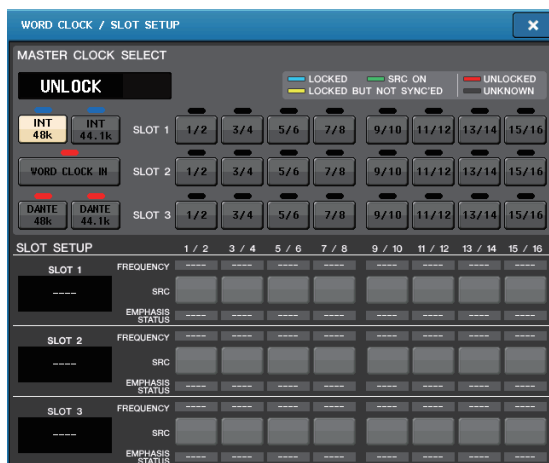 WORD CLOCK / SLOT SETUP
MASTER CLOCK SELECT
UNLOCK
LOCKED SRC ON UNLOCKED
LOCKED BUT NOT SYNC'ED UNKNOWN
INT 48k INT 44.1k SLOT 1 1/2 3/4 5/6 7/8 9/10 11/12 13/14 15/16
WORD CLOCK IN SLOT 2 1/2 3/4 5/6 7/8 9/10 11/12 13/14 15/16
DANTE 48k DANTE 44.1k SLOT 3 1/2 3/4 5/6 7/8 9/10 11/12 13/14 15/16
SLOT SETUP 1 / 2 3 / 4 5 / 6 7 / 8 9 / 10 11 / 12 13 / 14 15 / 16
SLOT 1 FREQUENCY ---- ---- ---- ---- ---- ---- ---- ----
---- SRC
EMPHASIS STATUS ---- ---- ---- ---- ---- ---- ---- ----
SLOT 2 FREQUENCY ---- ---- ---- ---- ---- ---- ---- ----
---- SRC
EMPHASIS STATUS ---- ---- ---- ---- ---- ---- ---- ----
SLOT 3 FREQUENCY ---- ---- ---- ---- ---- ---- ---- ----
---- SRC
EMPHASIS STATUS ---- ---- ---- ---- ---- ---- ---- ----